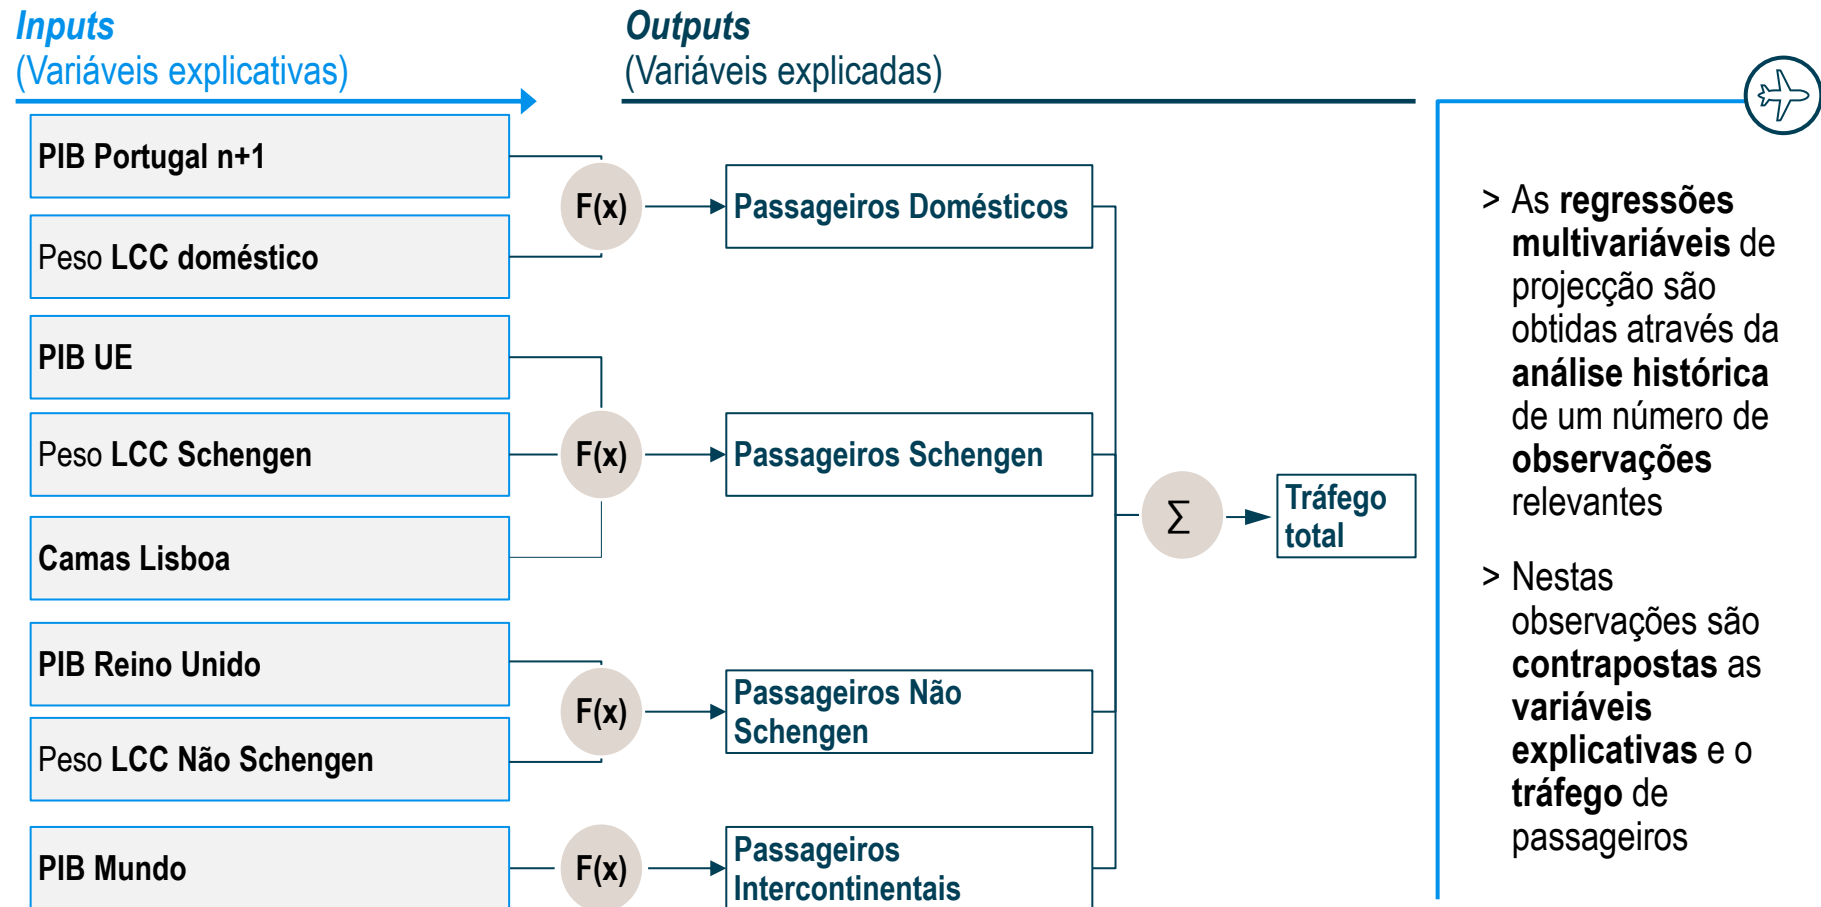 Inputs
(Variáveis explicativas)
Outputs
(Variáveis explicadas)
PIB Portugal n+1
Peso LCC doméstico
F(x)
Passageiros Domésticos
PIB UE
Peso LCC Schengen
Camas Lisboa
F(x)
Passageiros Schengen
PIB Reino Unido
Peso LCC Não Schengen
F(x)
Passageiros Não
Schengen
PIB Mundo
F(x)
Passageiros
Intercontinentais
∑
Tráfego
total
> As regressões
multivariáveis de
projecção são
obtidas através da
análise histórica
de um número de
observações
relevantes
> Nestas
observações são
contrapostas as
variáveis
explicativas e o
tráfego de
passageiros